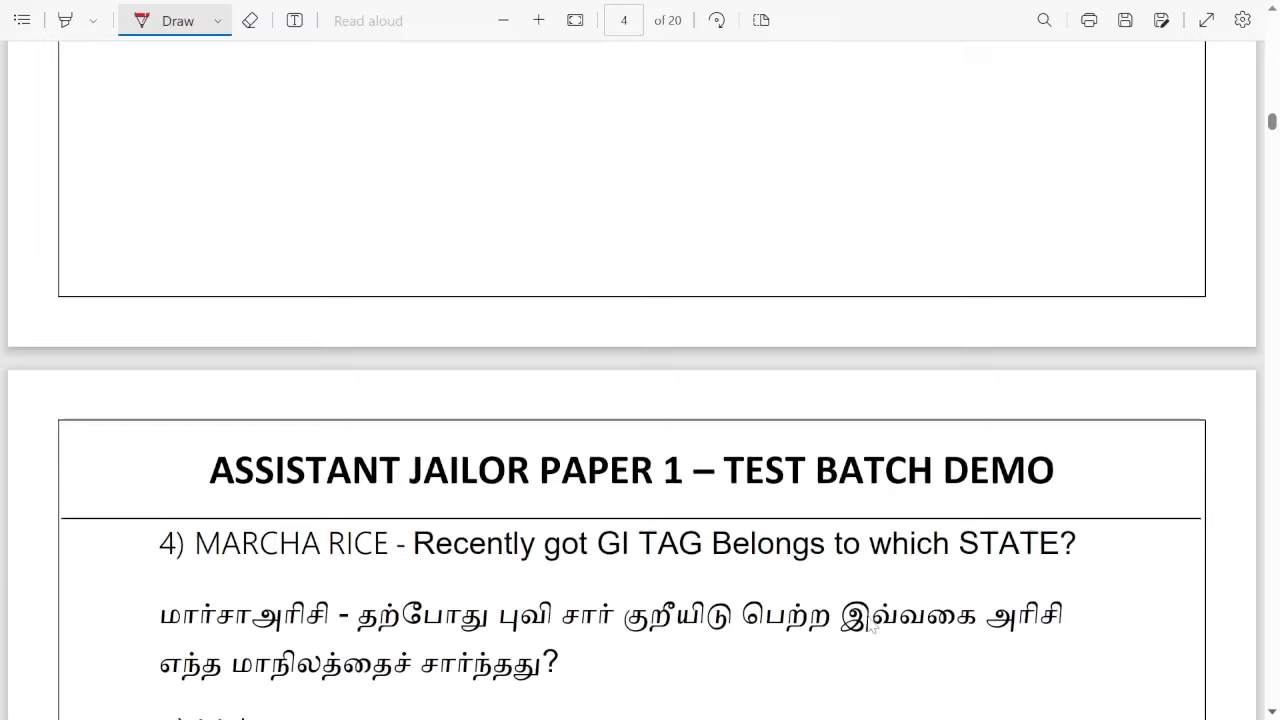 Draw
Read aloud
4 of 20
ASSISTANT JAILOR PAPER 1 – TEST BATCH DEMO
4) MARCHA RICE - Recently got GI TAG Belongs to which STATE?
மார்சாஅரிசி - தற்போது புவி சார் குறீயிடு பெற்ற இவ்வகை அரிசி
எந்த மாநிலத்தைச் சார்ந்தது?